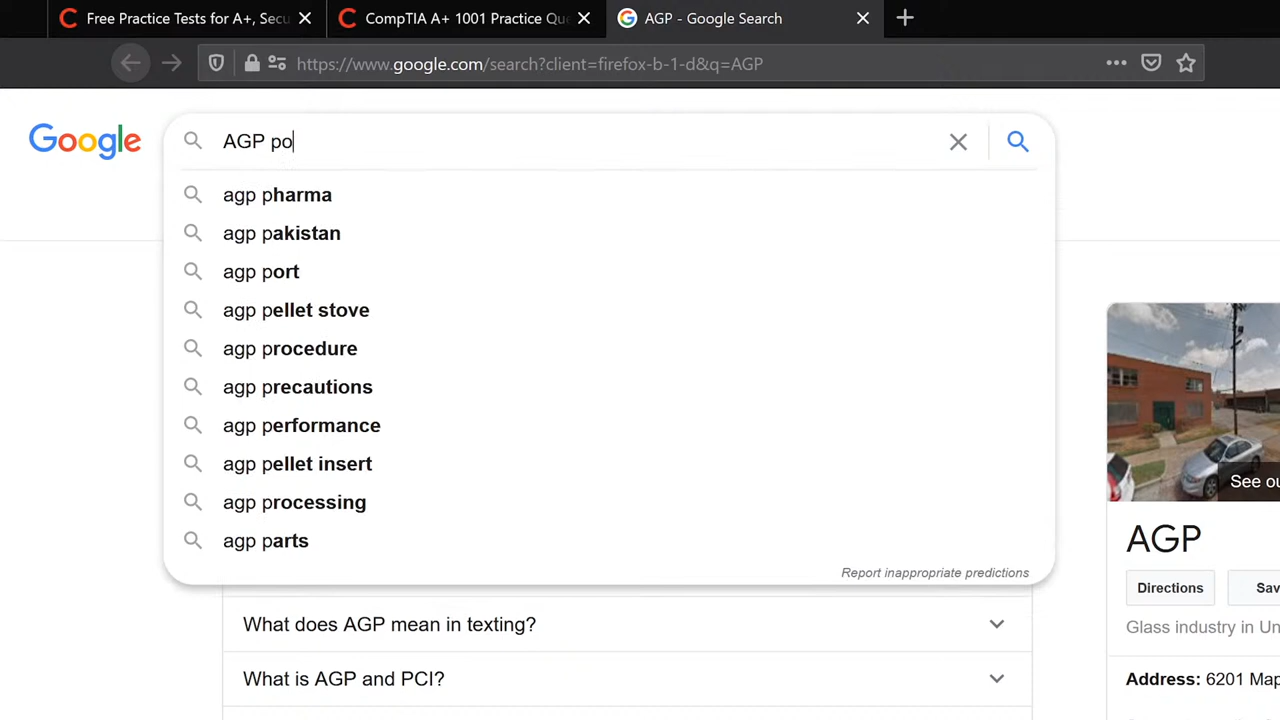 Free Practice Tests for A+, Secu
CompTIA A+ 1001 Practice Que
AGP - Google Search
https://www.google.com/search?client=firefox-b-1-d&q=AGP
Google
AGP po
agp pharma
agp pakistan
agp port
agp pellet stove
agp procedure
agp precautions
agp performance
agp pellet insert
agp processing
agp parts
Report inappropriate predictions
See ou
AGP
Directions
Sav
What does AGP mean in texting?
Glass industry in Un
What is AGP and PCI?
Address: 6201 Map